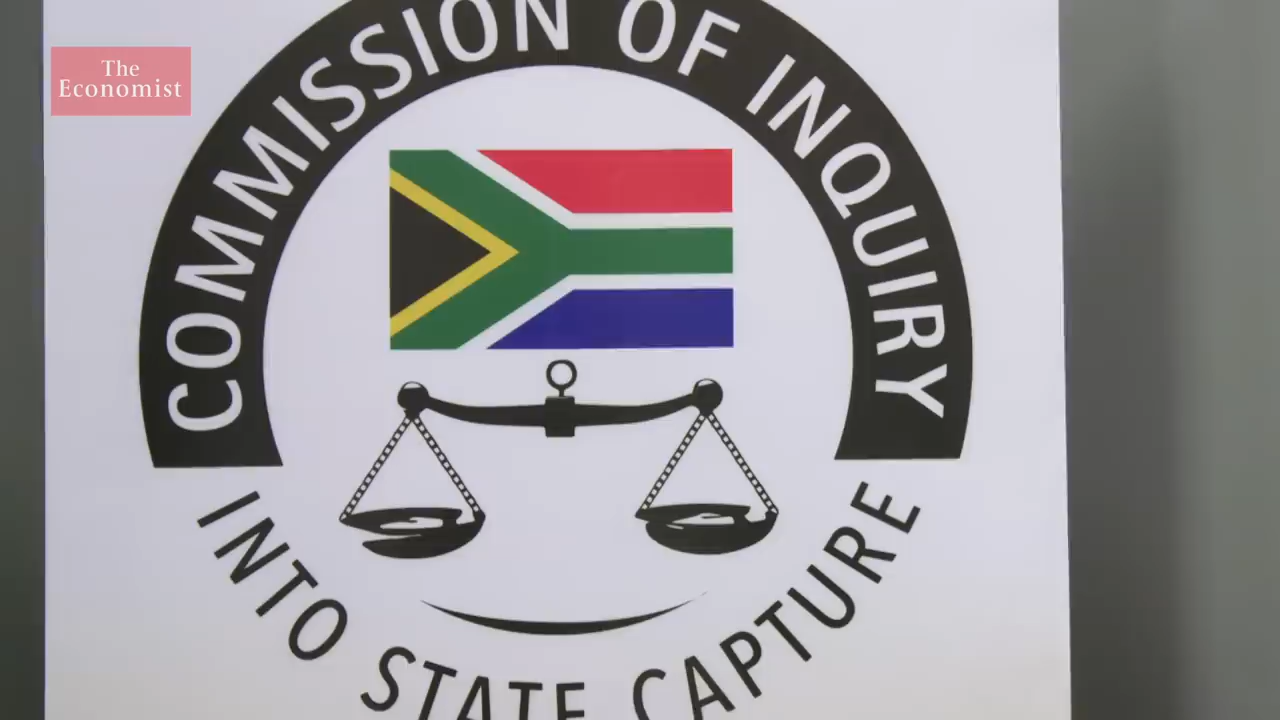 The
Economist
COMMISSION OF INQUIRY
INTO STATE CAPTURE